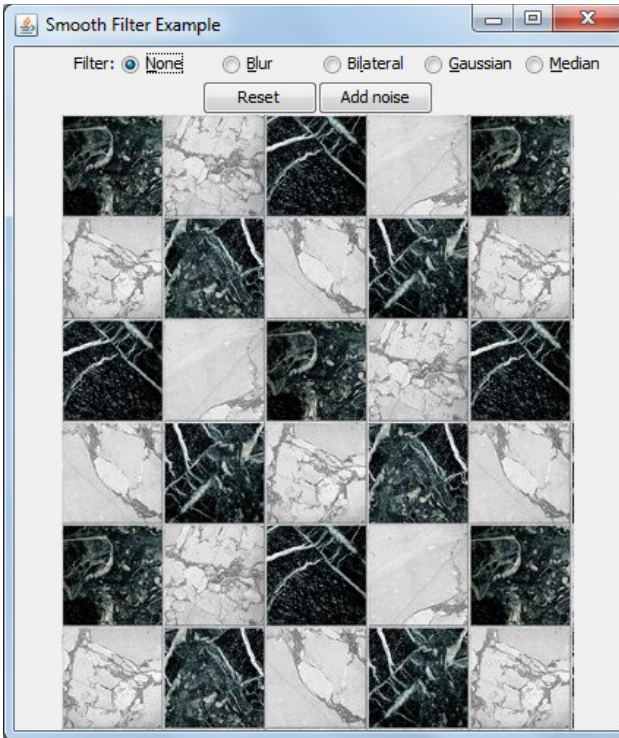 Smooth Filter Example
Filter: None Blur Bilateral Gaussian Median
Reset Add noise